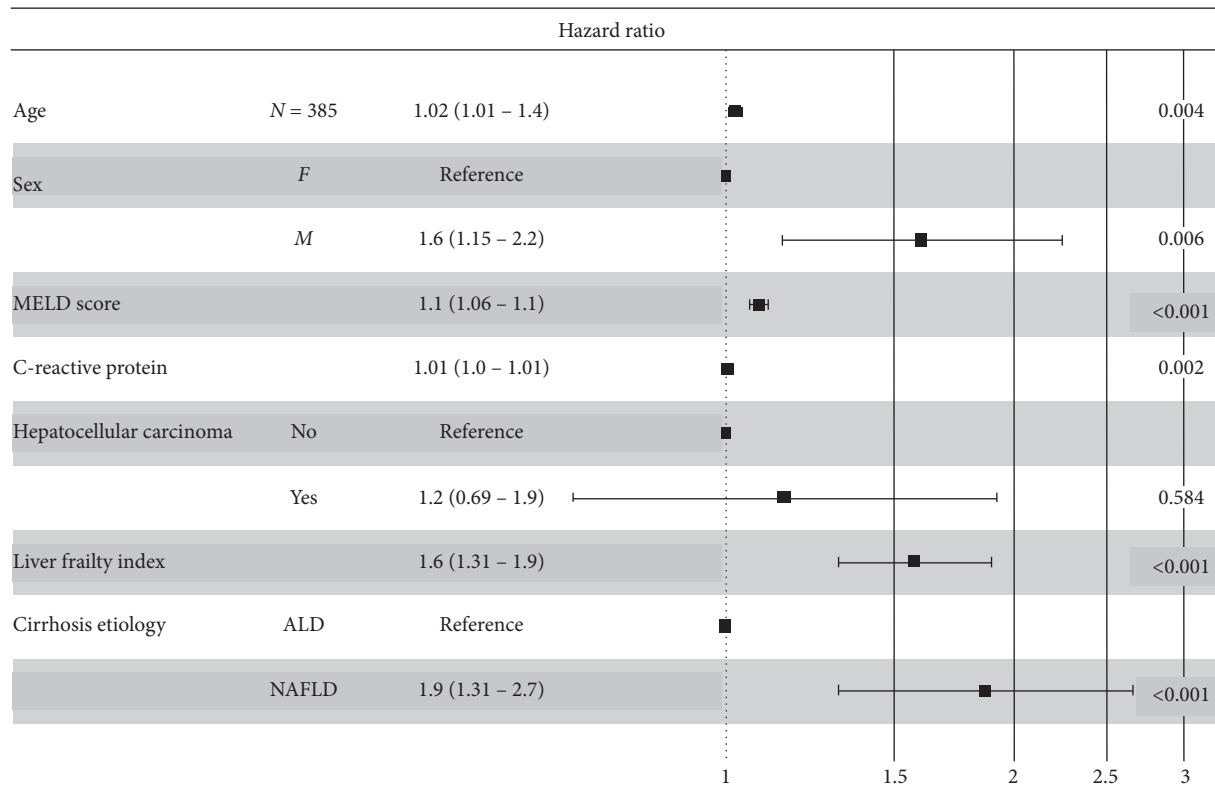 Hazard ratio
Age N = 385 1.02 (1.01 – 1.4) 0.004
Sex F Reference
M 1.6 (1.15 – 2.2) 0.006
MELD score 1.1 (1.06 – 1.1) <0.001
C-reactive protein 1.01 (1.0 – 1.01) 0.002
Hepatocellular carcinoma No Reference
Yes 1.2 (0.69 – 1.9) 0.584
Liver frailty index 1.6 (1.31 – 1.9) <0.001
Cirrhosis etiology ALD Reference
NAFLD 1.9 (1.31 – 2.7) <0.001
1 1.5 2 2.5 3